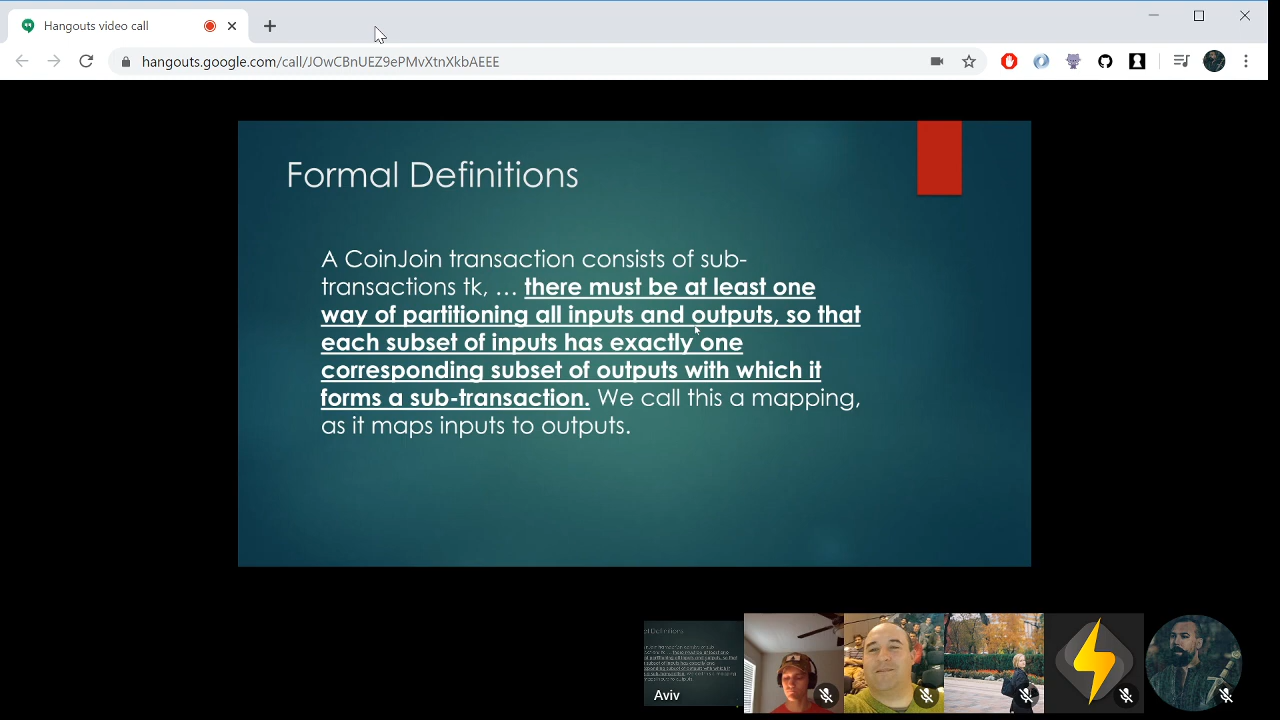 Hangouts video call
hangouts.google.com/call/JOwCBnUEZ9ePMvXtnXkbAEEE
Formal Definitions
A CoinJoin transaction consists of sub-
transactions tk, … there must be at least one
way of partitioning all inputs and outputs, so that
each subset of inputs has exactly one
corresponding subset of outputs with which it
forms a sub-transaction. We call this a mapping,
as it maps inputs to outputs.
Aviv